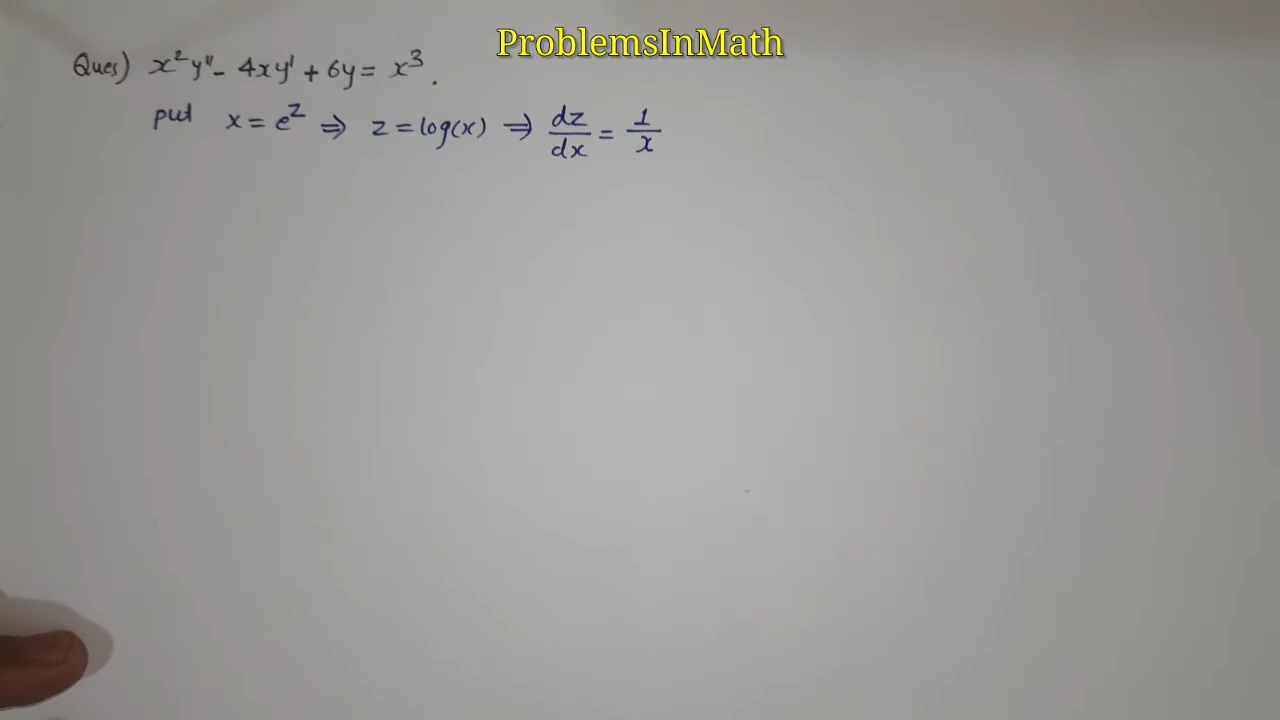 ProblemsInMath
Ques) x²y" - 4xy' + 6y = x³.
put x = e^z ⇒ z = log(x) ⇒ dz/dx = 1/x